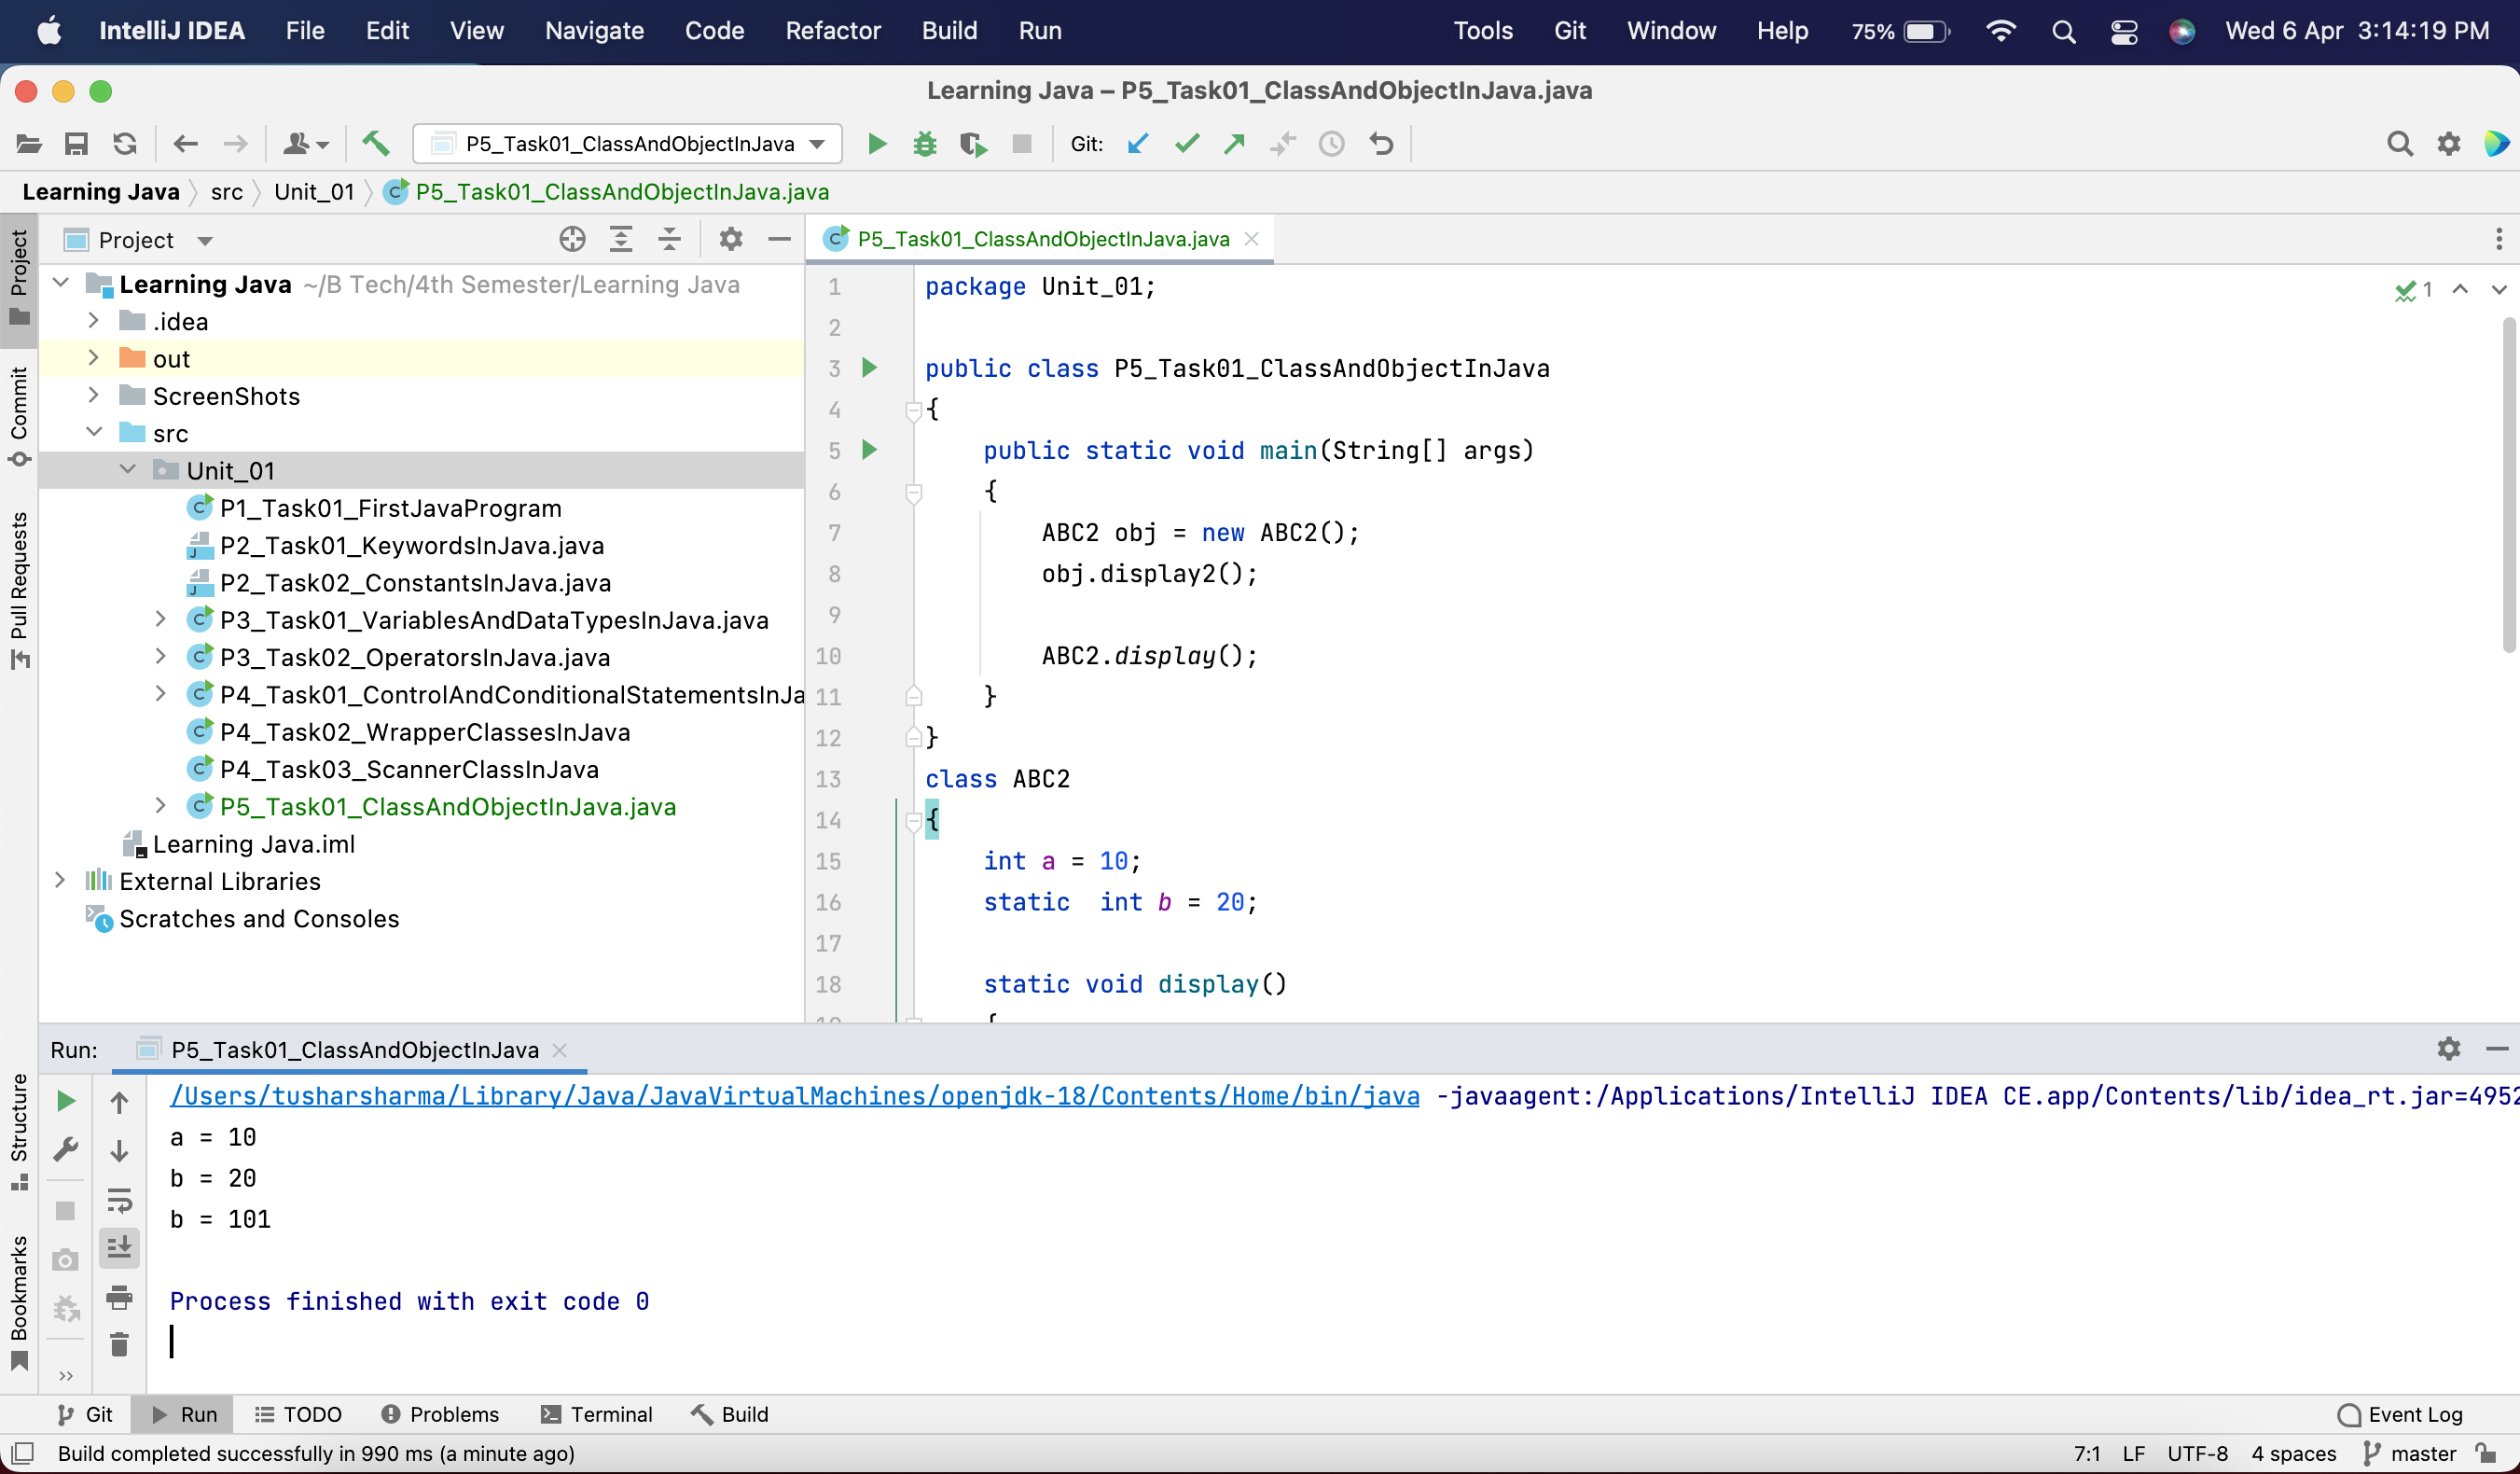 IntelliJ IDEA File Edit View Navigate Code Refactor Build Run Tools Git Window Help 75% Wed 6 Apr 3:14:19 PM
Learning Java – P5_Task01_ClassAndObjectInJava.java
P5_Task01_ClassAndObjectInJava Git:
Learning Java src Unit_01 P5_Task01_ClassAndObjectInJava.java
Project
Commit
Pull Requests
Structure
Bookmarks
Project
Learning Java ~/B Tech/4th Semester/Learning Java
.idea
out
ScreenShots
src
Unit_01
P1_Task01_FirstJavaProgram
P2_Task01_KeywordsInJava.java
P2_Task02_ConstantsInJava.java
P3_Task01_VariablesAndDataTypesInJava.java
P3_Task02_OperatorsInJava.java
P4_Task01_ControlAndConditionalStatementsInJa
P4_Task02_WrapperClassesInJava
P4_Task03_ScannerClassInJava
P5_Task01_ClassAndObjectInJava.java
Learning Java.iml
External Libraries
Scratches and Consoles
P5_Task01_ClassAndObjectInJava.java
1
1 package Unit_01;
2
3 public class P5_Task01_ClassAndObjectInJava
4 {
5 public static void main(String[] args)
6 {
7 ABC2 obj = new ABC2();
8 obj.display2();
9
10 ABC2.display();
11 }
12 }
13 class ABC2
14 {
15 int a = 10;
16 static  int b = 20;
17
18 static void display()
Run: P5_Task01_ClassAndObjectInJava
/Users/tusharsharma/Library/Java/JavaVirtualMachines/openjdk-18/Contents/Home/bin/java -javaagent:/Applications/IntelliJ IDEA CE.app/Contents/lib/idea_rt.jar=4952
a = 10
b = 20
b = 101
Process finished with exit code 0
Git Run TODO Problems Terminal Build Event Log
Build completed successfully in 990 ms (a minute ago) 7:1 LF UTF-8 4 spaces master